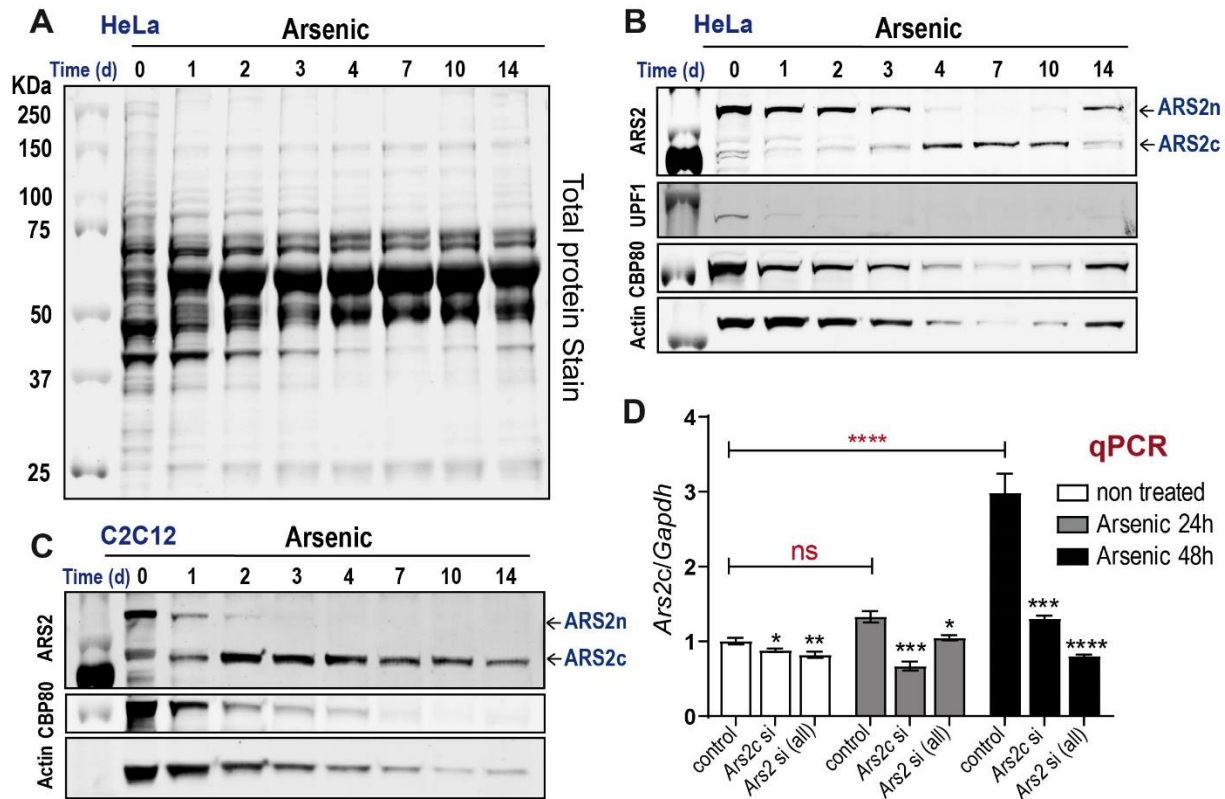 A
HeLa
Arsenic
Time (d) 0 1 2 3 4 7 10 14
KDa
250
150
100
75
50
37
25
Total protein Stain
B
HeLa
Arsenic
Time (d) 0 1 2 3 4 7 10 14
ARS2
←ARS2n
←ARS2c
UPF1
CBP80
Actin
C
C2C12
Arsenic
Time (d) 0 1 2 3 4 7 10 14
ARS2
←ARS2n
←ARS2c
CBP80
Actin
D
qPCR
non treated
Arsenic 24h
Arsenic 48h
Ars2c/Gapdh
4
3
2
1
0
****
ns
* ** *** * *** ****
control Ars2c si Ars2 si (all) control Ars2c si Ars2 si (all) control Ars2c si Ars2 si (all)